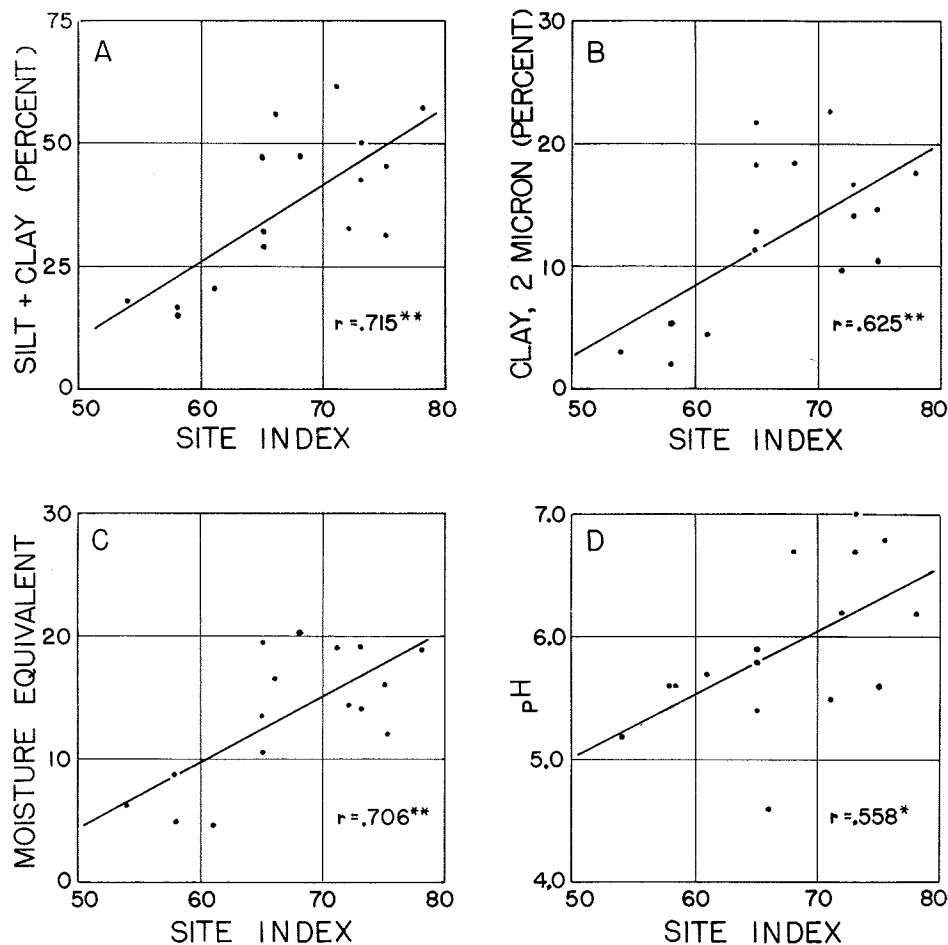 A
SILT + CLAY (PERCENT)
75
50
25
0
50 60 70 80
SITE INDEX
r=.715**
B
CLAY, 2 MICRON (PERCENT)
30
20
10
0
50 60 70 80
SITE INDEX
r=.625**
C
MOISTURE EQUIVALENT
30
20
10
0
50 60 70 80
SITE INDEX
r=.706**
D
pH
7.0
6.0
5.0
4.0
50 60 70 80
SITE INDEX
r=.558*